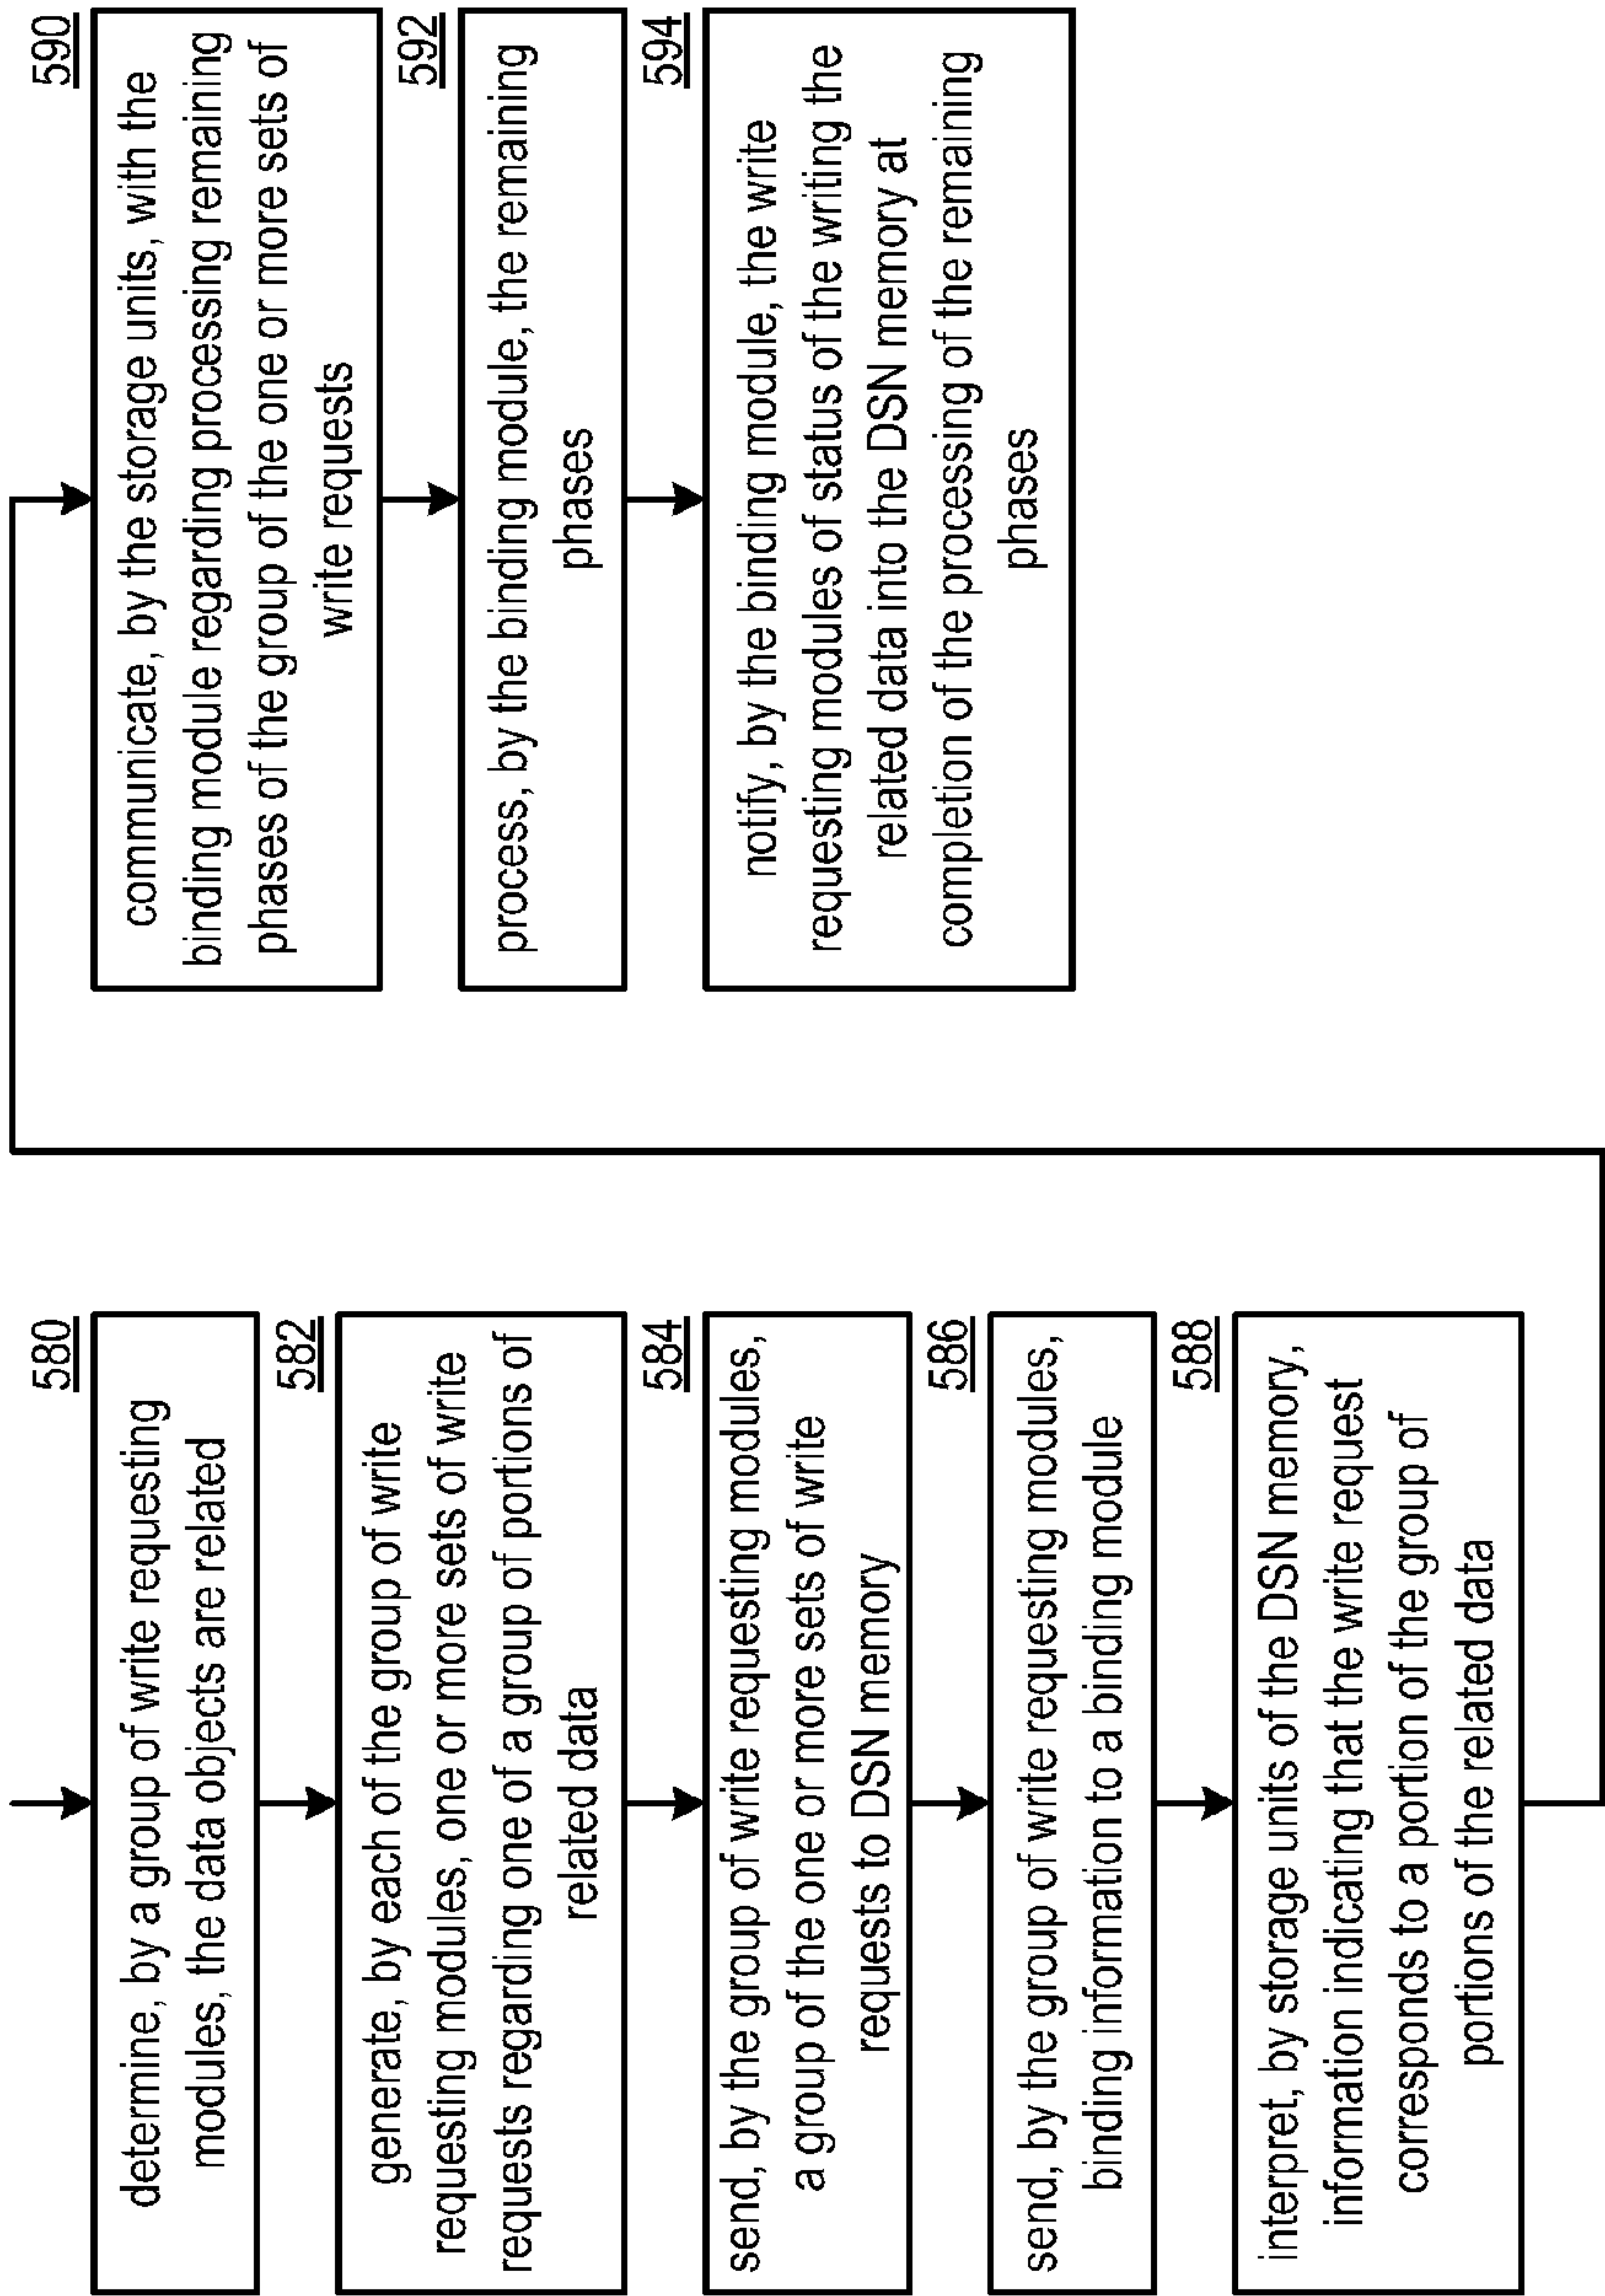 580
determine, by a group of write requesting
modules, the data objects are related
582
generate, by each of the group of write
requesting modules, one or more sets of write
requests regarding one of a group of portions of
related data
584
send, by the group of write requesting modules,
a group of the one or more sets of write
requests to DSN memory
586
send, by the group of write requesting modules,
binding information to a binding module
588
interpret, by storage units of the DSN memory,
information indicating that the write request
corresponds to a portion of the group of
portions of the related data
590
communicate, by the storage units, with the
binding module regarding processing remaining
phases of the group of the one or more sets of
write requests
592
process, by the binding module, the remaining
phases
594
notify, by the binding module, the write
requesting modules of status of the writing the
related data into the DSN memory at
completion of the processing of the remaining
phases